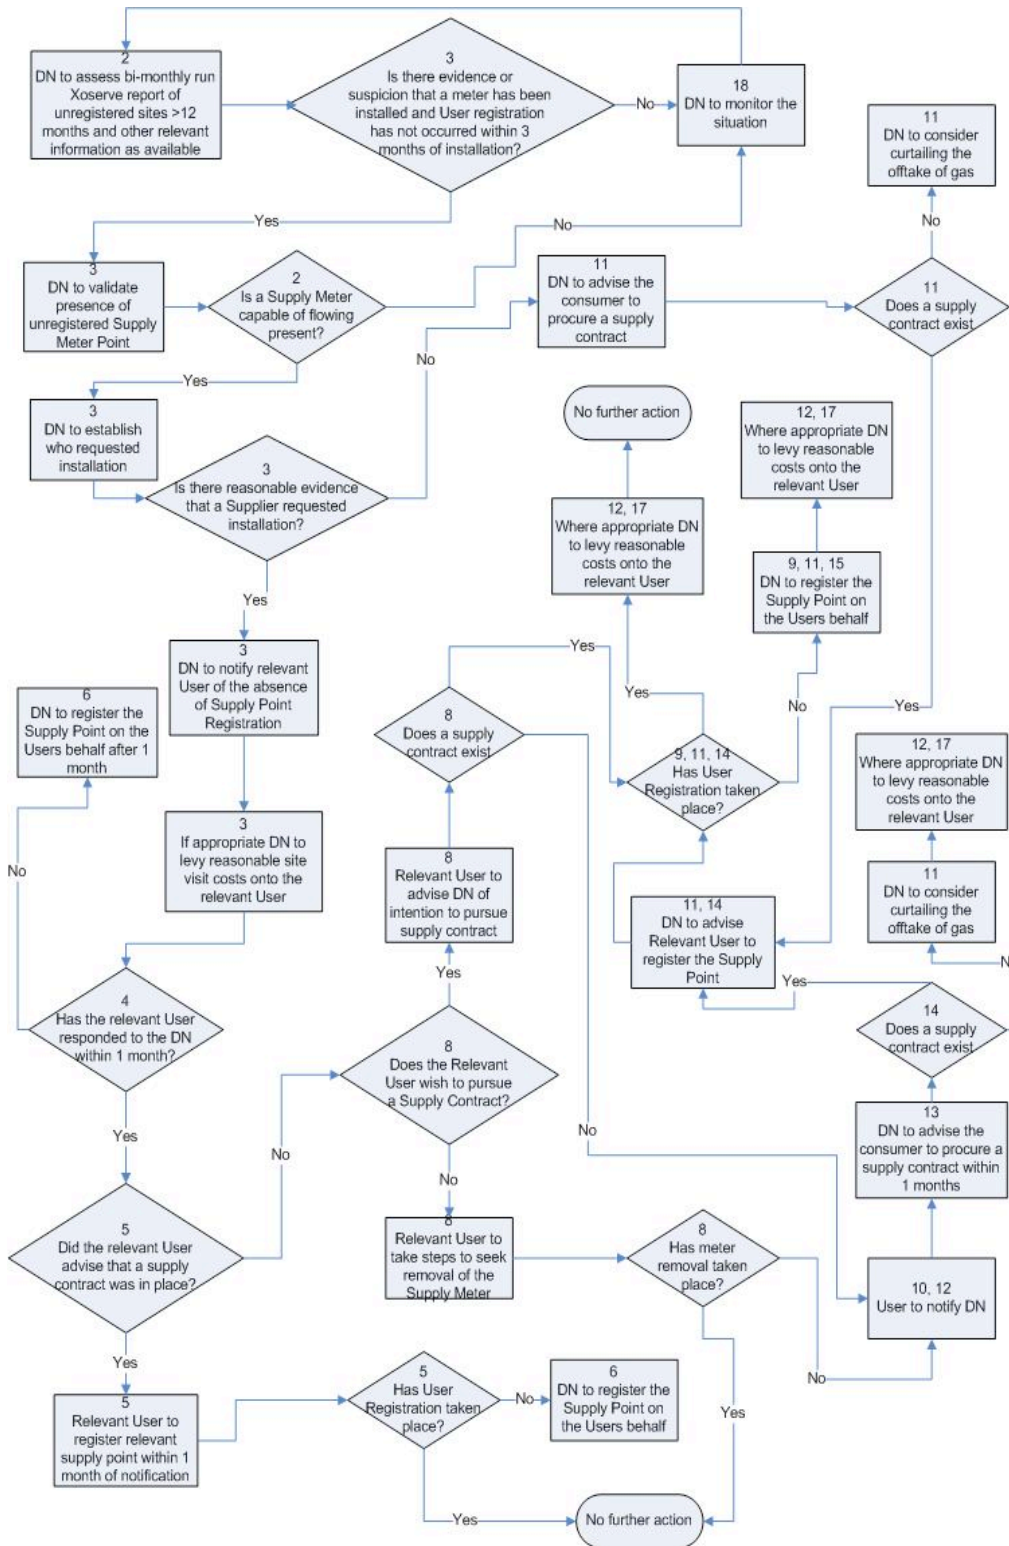 2
DN to assess bi-monthly run
Xoserve report of
unregistered sites >12
months and other relevant
information as available
3
Is there evidence or
suspicion that a meter has been
installed and User registration
has not occurred within 3
months of installation?
No
18
DN to monitor the
situation
11
DN to consider
curtailing the
offtake of gas
Yes
No
No
3
DN to validate
presence of
unregistered Supply
Meter Point
2
Is a Supply Meter
capable of flowing
present?
11
DN to advise the
consumer to
procure a supply
contract
11
Does a supply
contract exist
Yes
No
3
DN to establish
who requested
installation
3
Is there reasonable evidence
that a Supplier requested
installation?
No further action
12, 17
Where appropriate DN
to levy reasonable
costs onto the
relevant User
12, 17
Where appropriate DN
to levy reasonable
costs onto the
relevant User
9, 11, 15
DN to register the
Supply Point on
the Users behalf
Yes
3
DN to notify relevant
User of the absence
of Supply Point
Registration
Yes
Yes
No
Yes
6
DN to register the
Supply Point on the
Users behalf after 1
month
8
Does a supply
contract exist
9, 11, 14
Has User
Registration taken
place?
12, 17
Where appropriate DN
to levy reasonable
costs onto the
relevant User
3
If appropriate DN to
levy reasonable site
visit costs onto the
relevant User
No
8
Relevant User to
advise DN of
intention to pursue
supply contract
11, 14
DN to advise
Relevant User to
register the Supply
Point
11
DN to consider
curtailing the
offtake of gas
N
Yes
Yes
4
Has the relevant User
responded to the DN
within 1 month?
8
Does the Relevant
User wish to pursue
a Supply Contract?
14
Does a supply
contract exist
Yes
No
No
No
13
DN to advise the
consumer to procure a
supply contract within
1 months
5
Did the relevant User
advise that a supply
contract was in place?
8
Relevant User to
take steps to seek
removal of the
Supply Meter
8
Has meter
removal taken
place?
10, 12
User to notify DN
Yes
No
5
Relevant User to
register relevant
supply point within 1
month of notification
5
Has User
Registration taken
place?
No
6
DN to register the
Supply Point on
the Users behalf
Yes
Yes
No further action